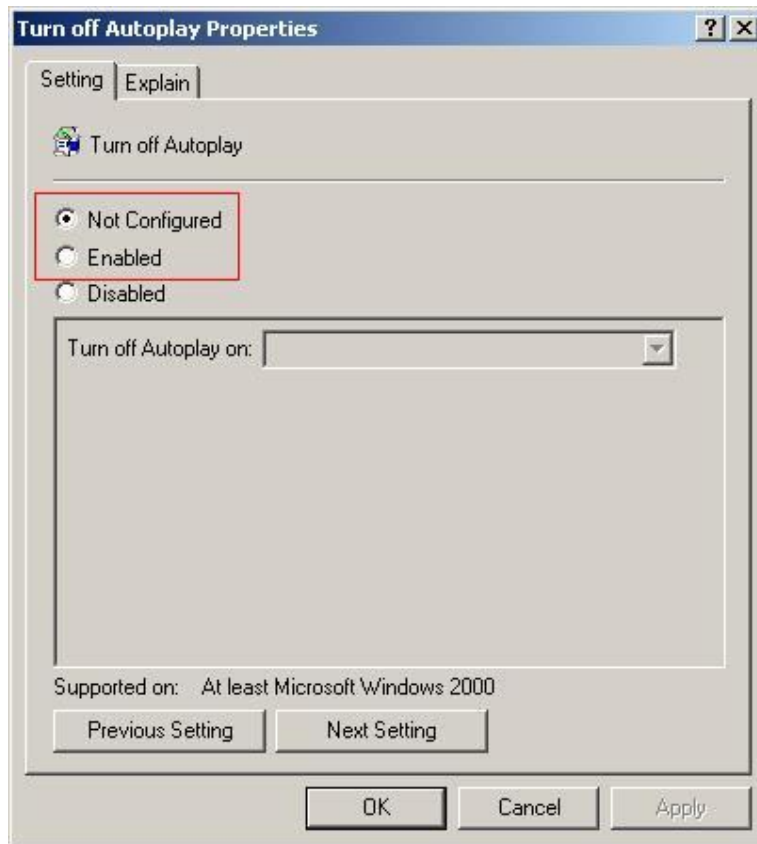 Turn off Autoplay Properties
Setting
Explain
Turn off Autoplay
Not Configured
Enabled
Disabled
Turn off Autoplay on:
Supported on: At least Microsoft Windows 2000
Previous Setting
Next Setting
OK
Cancel
Apply